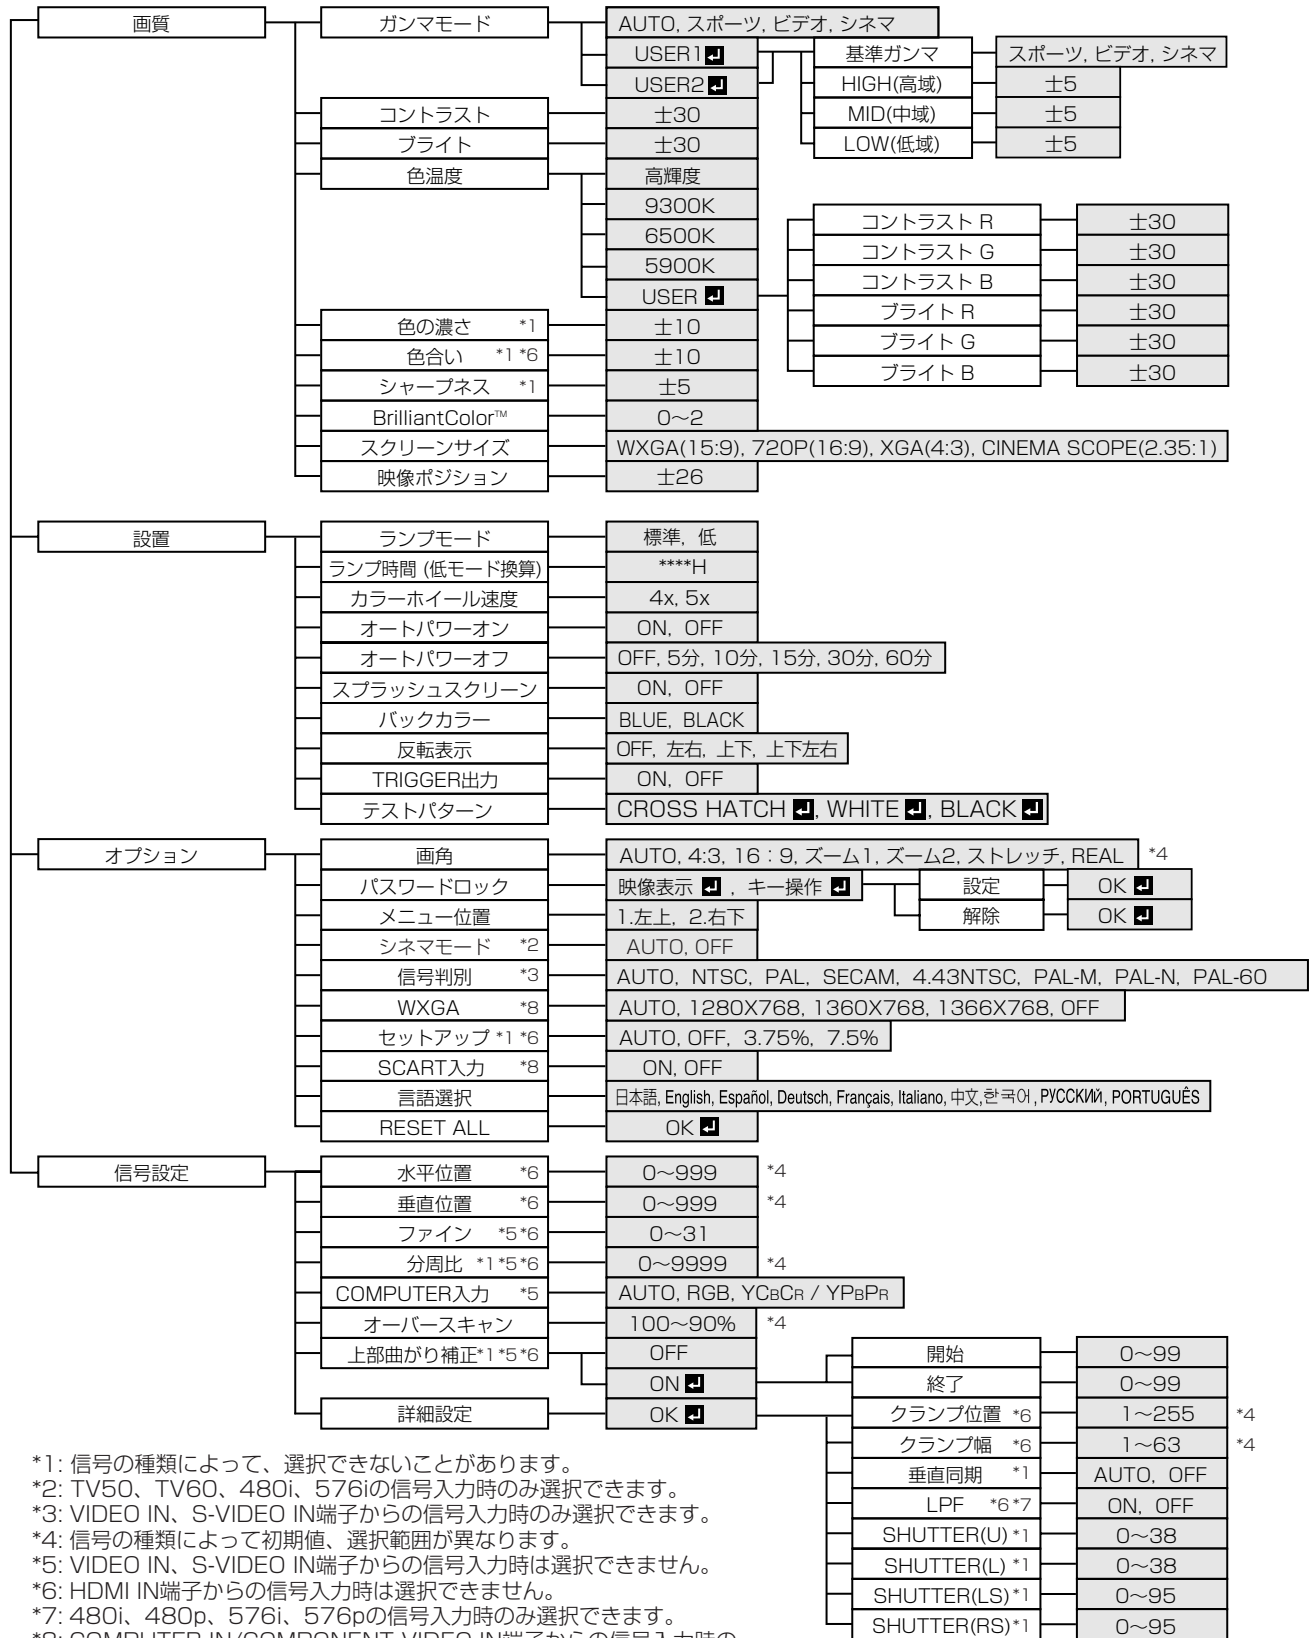 画質 ガンマモード AUTO, スポーツ, ビデオ, シネマ
USER1 基準ガンマ スポーツ, ビデオ, シネマ
USER2 HIGH(高域) ±5
コントラスト ±30 MID(中域) ±5
ブライト ±30 LOW(低域) ±5
色温度 高輝度
9300K
6500K
5900K
USER
コントラスト R ±30
コントラスト G ±30
コントラスト B ±30
ブライト R ±30
ブライト G ±30
ブライト B ±30
色の濃さ *1 ±10
色合い *1 *6 ±10
シャープネス *1 ±5
BrilliantColor™ 0～2
スクリーンサイズ WXGA(15:9), 720P(16:9), XGA(4:3), CINEMA SCOPE(2.35:1)
映像ポジション ±26
設置 ランプモード 標準, 低
ランプ時間 (低モード換算) ****H
カラーホイール速度 4x, 5x
オートパワーオン ON, OFF
オートパワーオフ OFF, 5分, 10分, 15分, 30分, 60分
スプラッシュスクリーン ON, OFF
バックカラー BLUE, BLACK
反転表示 OFF, 左右, 上下, 上下左右
TRIGGER出力 ON, OFF
テストパターン CROSS HATCH , WHITE , BLACK
オプション 画角 AUTO, 4:3, 16：9, ズーム1, ズーム2, ストレッチ, REAL *4
パスワードロック 映像表示 , キー操作 設定 OK
メニュー位置 1.左上, 2.右下 解除 OK
シネマモード *2 AUTO, OFF
信号判別 *3 AUTO, NTSC, PAL, SECAM, 4.43NTSC, PAL-M, PAL-N, PAL-60
WXGA *8 AUTO, 1280X768, 1360X768, 1366X768, OFF
セットアップ *1 *6 AUTO, OFF, 3.75%, 7.5%
SCART入力 *8 ON, OFF
言語選択 日本語, English, Español, Deutsch, Français, Italiano, 中文,한국어, РУССКИЙ, PORTUGUÊS
RESET ALL OK
信号設定 水平位置 *6 0～999 *4
垂直位置 *6 0～999 *4
ファイン *5 *6 0～31
分周比 *1 *5 *6 0～9999 *4
COMPUTER入力 *5 AUTO, RGB, YCBCR / YPBPR
オーバースキャン 100～90% *4
上部曲がり補正*1 *5 *6 OFF 開始 0～99
ON 終了 0～99
詳細設定 OK クランプ位置 *6 1～255 *4
クランプ幅 *6 1～63 *4
垂直同期 *1 AUTO, OFF
LPF *6 *7 ON, OFF
SHUTTER(U) *1 0～38
SHUTTER(L) *1 0～38
SHUTTER(LS) *1 0～95
SHUTTER(RS) *1 0～95
*1: 信号の種類によって、選択できないことがあります。
*2: TV50、TV60、480i、576iの信号入力時のみ選択できます。
*3: VIDEO IN、S-VIDEO IN端子からの信号入力時のみ選択できます。
*4: 信号の種類によって初期値、選択範囲が異なります。
*5: VIDEO IN、S-VIDEO IN端子からの信号入力時は選択できません。
*6: HDMI IN端子からの信号入力時は選択できません。
*7: 480i、480p、576i、576pの信号入力時のみ選択できます。
*8: COMPUTER IN/COMPONENT VIDEO IN端子からの信号入力時の